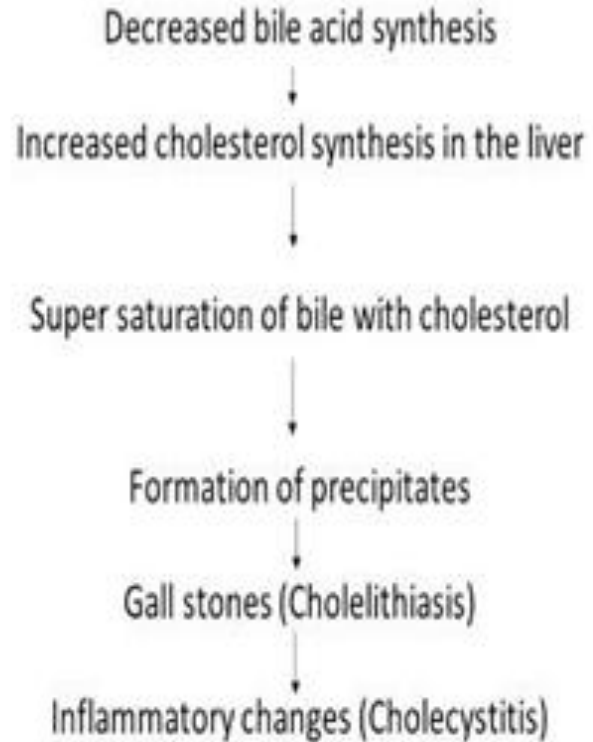 Decreased bile acid synthesis
Increased cholesterol synthesis in the liver
Super saturation of bile with cholesterol
Formation of precipitates
Gall stones (Cholelithiasis)
Inflammatory changes (Cholecystitis)